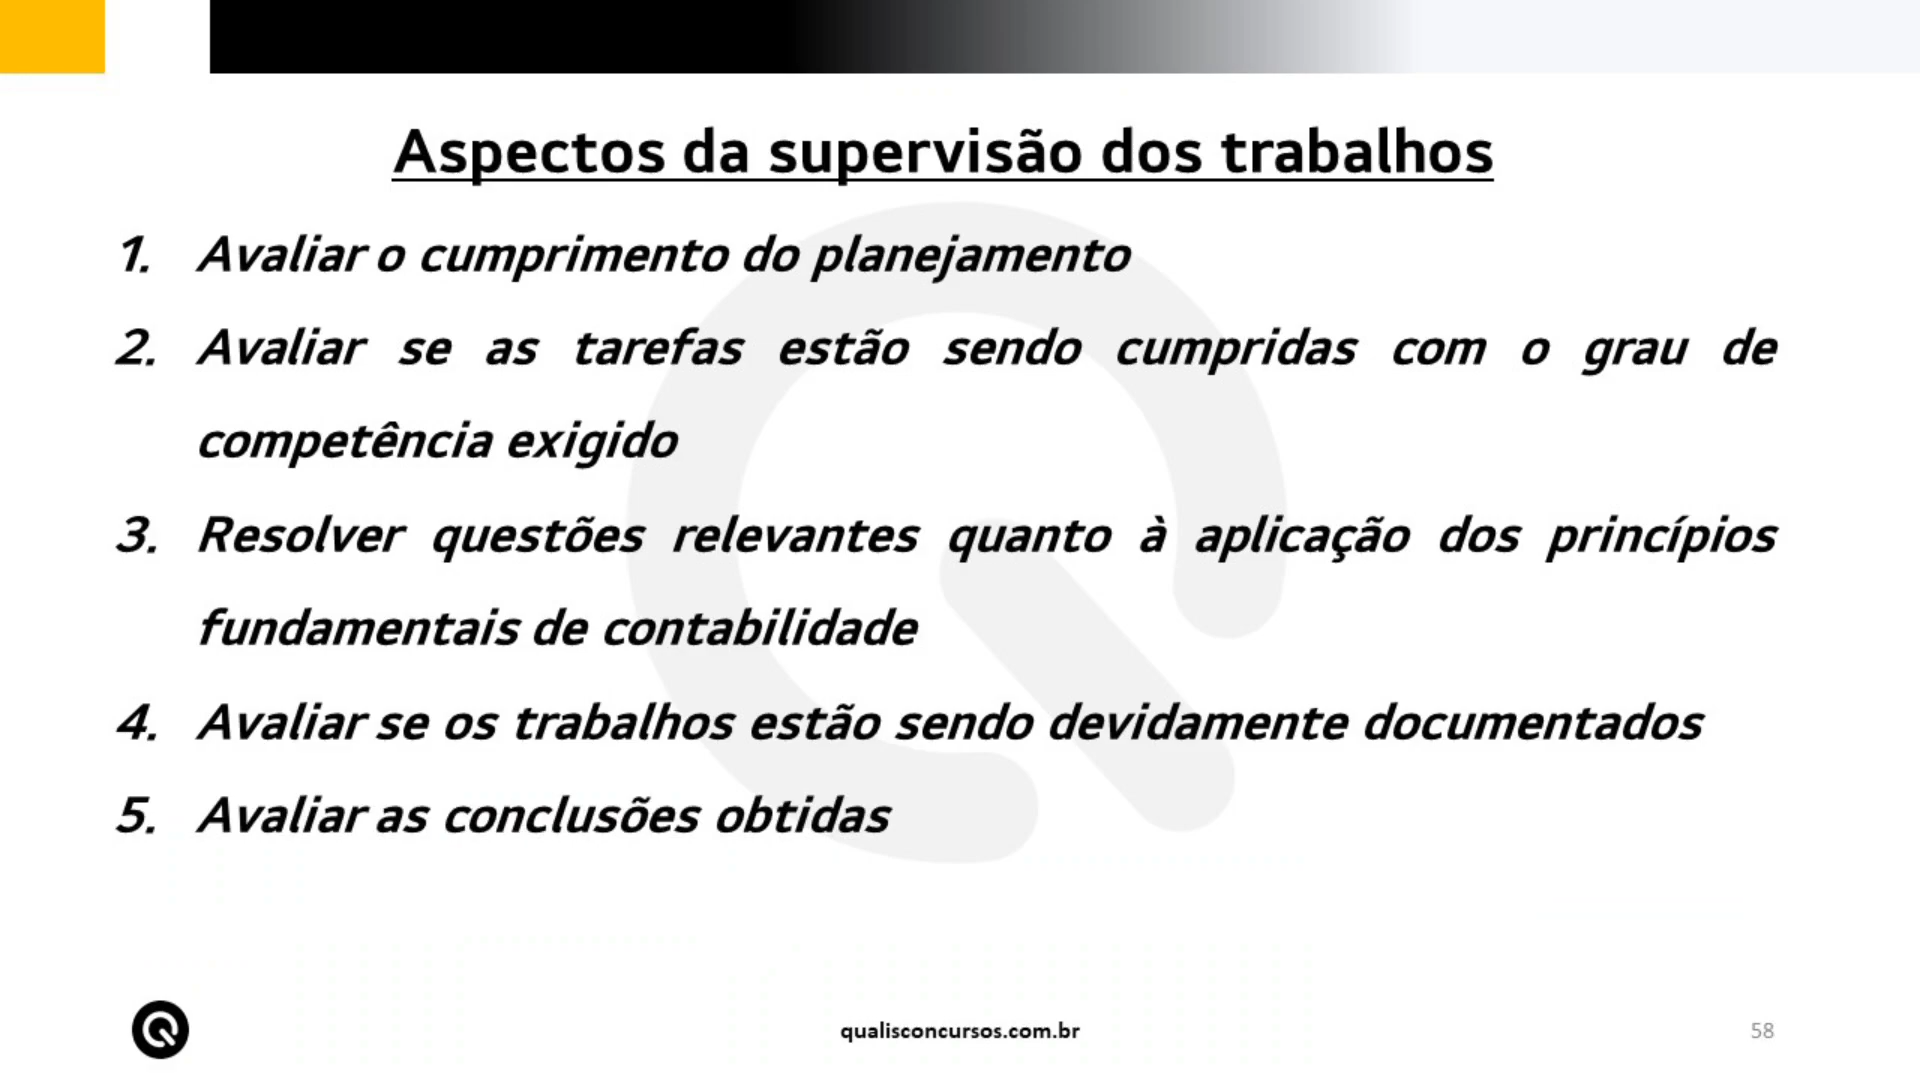 Aspectos da supervisão dos trabalhos
1. Avaliar o cumprimento do planejamento
2. Avaliar se as tarefas estão sendo cumpridas com o grau de
competência exigido
3. Resolver questões relevantes quanto à aplicação dos princípios
fundamentais de contabilidade
4. Avaliar se os trabalhos estão sendo devidamente documentados
5. Avaliar as conclusões obtidas
qualisconcursos.com.br
58